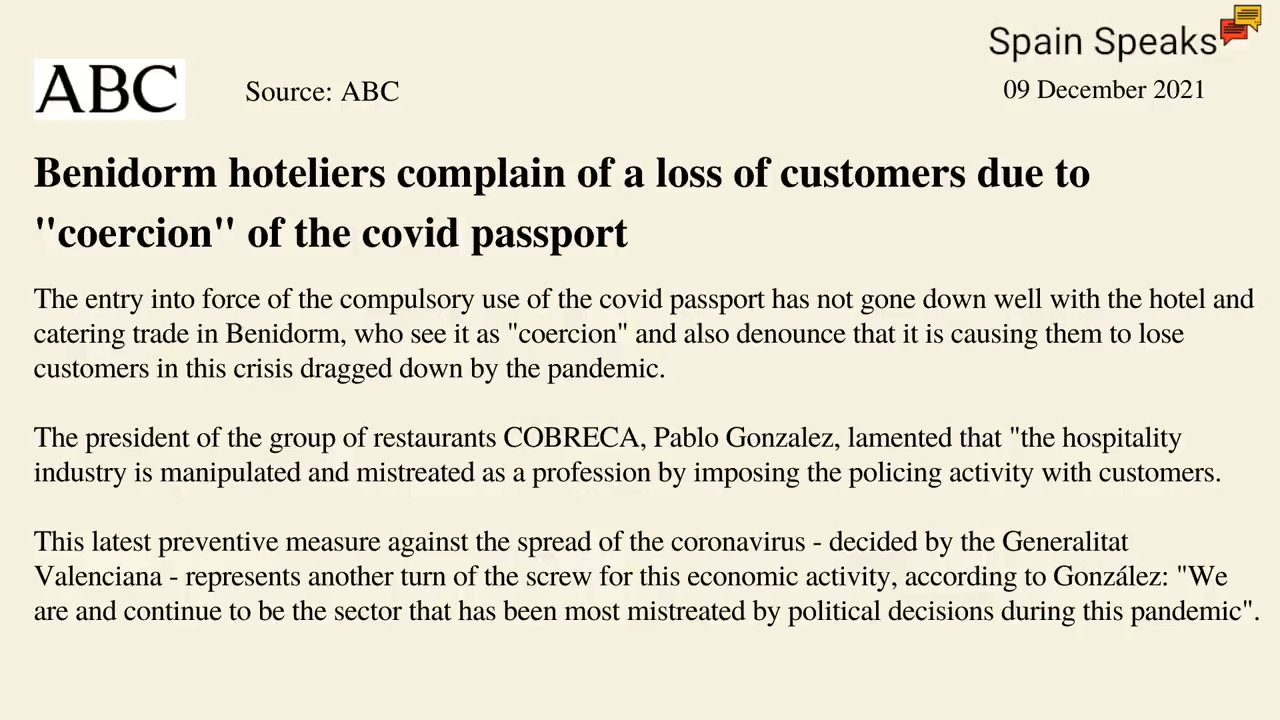 Spain Speaks
ABC
Source: ABC
09 December 2021
Benidorm hoteliers complain of a loss of customers due to
"coercion" of the covid passport
The entry into force of the compulsory use of the covid passport has not gone down well with the hotel and
catering trade in Benidorm, who see it as "coercion" and also denounce that it is causing them to lose
customers in this crisis dragged down by the pandemic.
The president of the group of restaurants COBRECA, Pablo Gonzalez, lamented that "the hospitality
industry is manipulated and mistreated as a profession by imposing the policing activity with customers.
This latest preventive measure against the spread of the coronavirus - decided by the Generalitat
Valenciana - represents another turn of the screw for this economic activity, according to González: "We
are and continue to be the sector that has been most mistreated by political decisions during this pandemic".